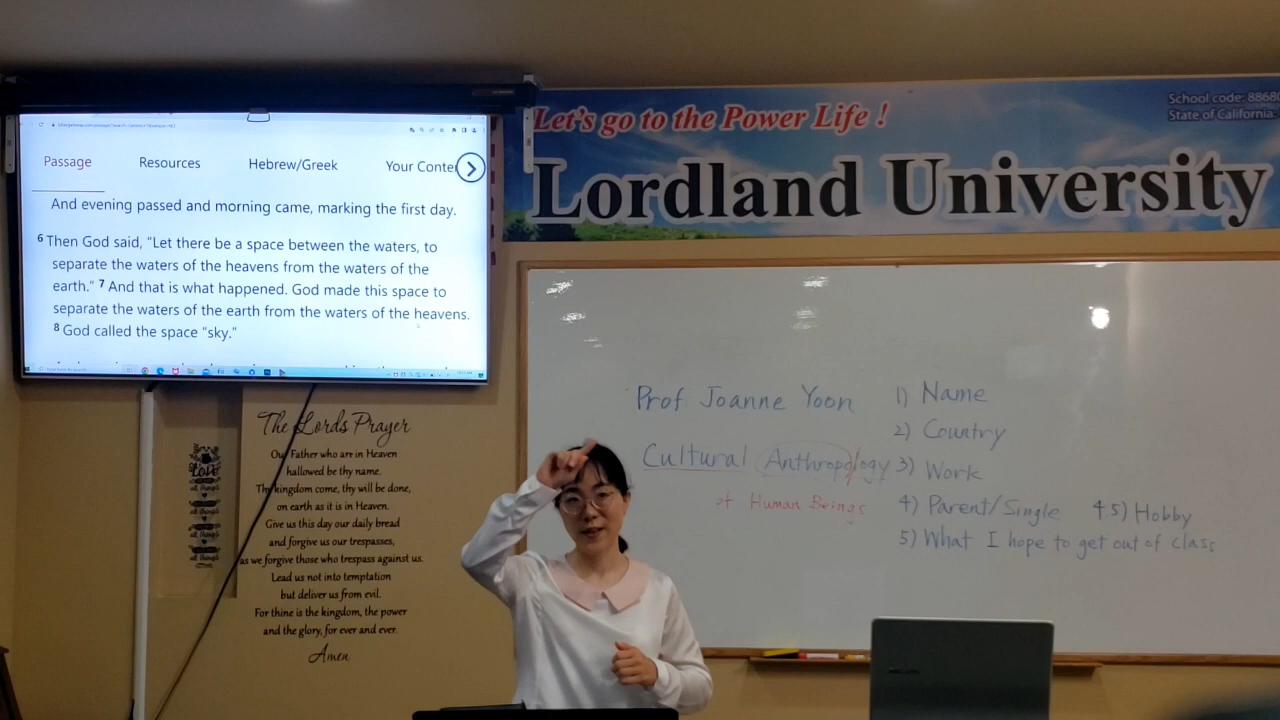 Passage Resources Hebrew/Greek Your Conte
And evening passed and morning came, marking the first day.
6 Then God said, “Let there be a space between the waters, to
separate the waters of the heavens from the waters of the
earth.” 7 And that is what happened. God made this space to
separate the waters of the earth from the waters of the heavens.
8 God called the space “sky.”
Let's go to the Power Life !
School code: 8868
State of California
Lordland University
Prof Joanne Yoon
Cultural Anthropology
of Human Beings
1) Name
2) Country
3) Work
4) Parent/Single 4.5) Hobby
5) What I hope to get out of class
The Lords Prayer
Our Father who are in Heaven
hallowed be thy name.
Thy kingdom come, thy will be done,
on earth as it is in Heaven.
Give us this day our daily bread
and forgive us our trespasses,
as we forgive those who trespass against us.
Lead us not into temptation
but deliver us from evil.
For thine is the kingdom, the power
and the glory, for ever and ever.
Amen
LOVE
all things
all things
all things
all things